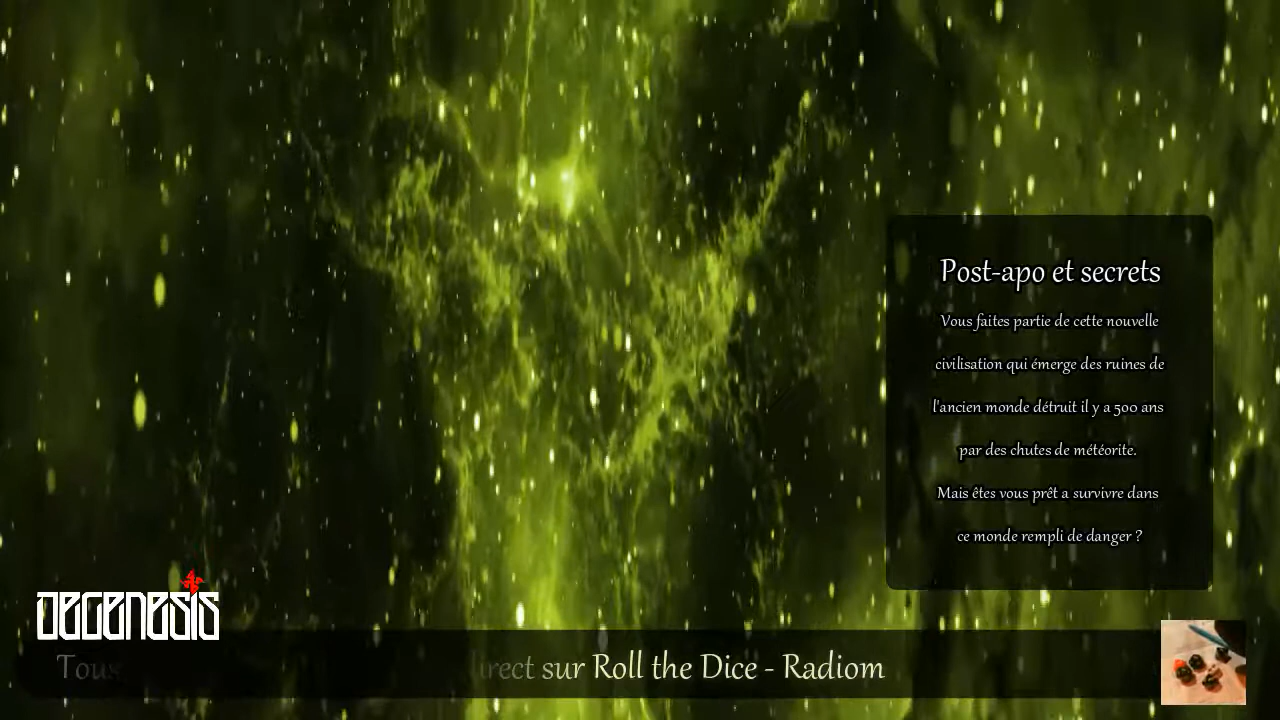 Post-apo et secrets
Vous faites partie de cette nouvelle
civilisation qui émerge des ruines de
l'ancien monde détruit il y a 500 ans
par des chutes de météorite.
Mais êtes vous prêt a survivre dans
ce monde rempli de danger ?
DEGENESIS
Tous irect sur Roll the Dice - Radiom